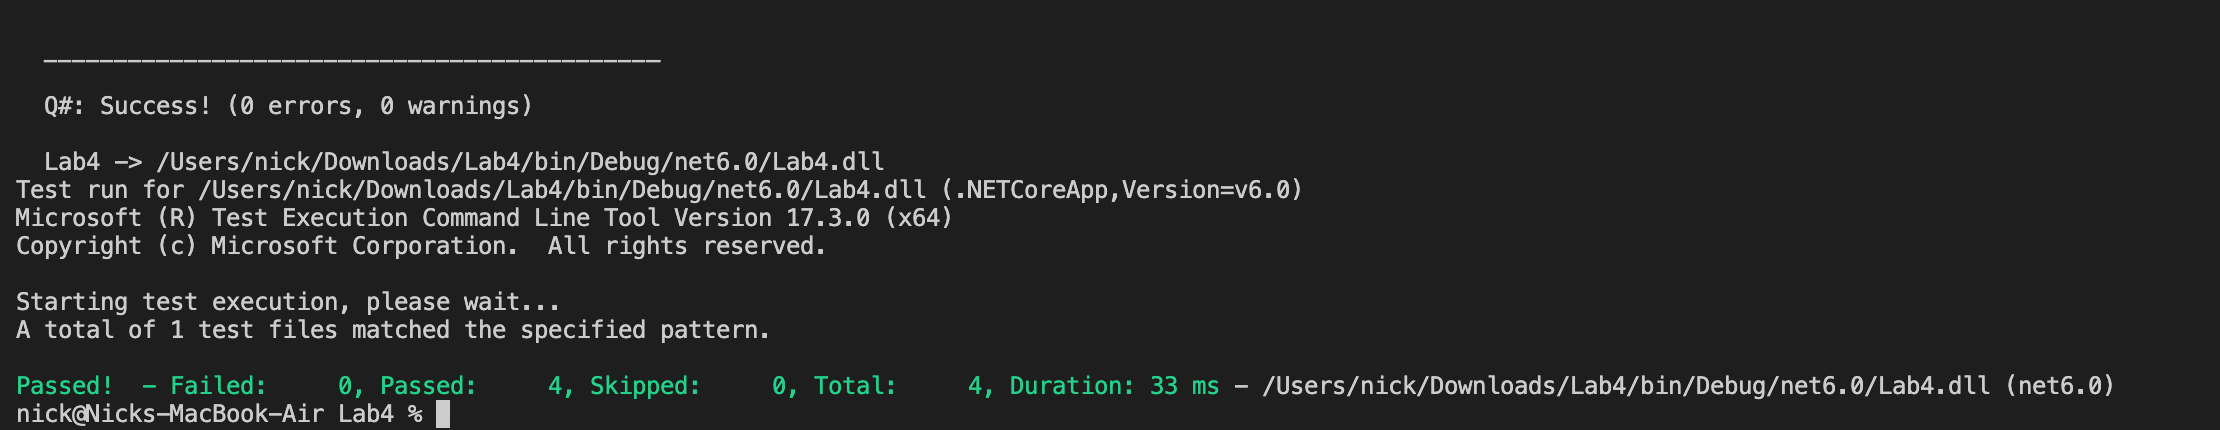 ____________________________________________
Q#: Success! (0 errors, 0 warnings)
Lab4 -> /Users/nick/Downloads/Lab4/bin/Debug/net6.0/Lab4.dll
Test run for /Users/nick/Downloads/Lab4/bin/Debug/net6.0/Lab4.dll (.NETCoreApp,Version=v6.0)
Microsoft (R) Test Execution Command Line Tool Version 17.3.0 (x64)
Copyright (c) Microsoft Corporation.  All rights reserved.
Starting test execution, please wait...
A total of 1 test files matched the specified pattern.
Passed!  - Failed:     0, Passed:     4, Skipped:     0, Total:     4, Duration: 33 ms - /Users/nick/Downloads/Lab4/bin/Debug/net6.0/Lab4.dll (net6.0)
nick@Nicks-MacBook-Air Lab4 %